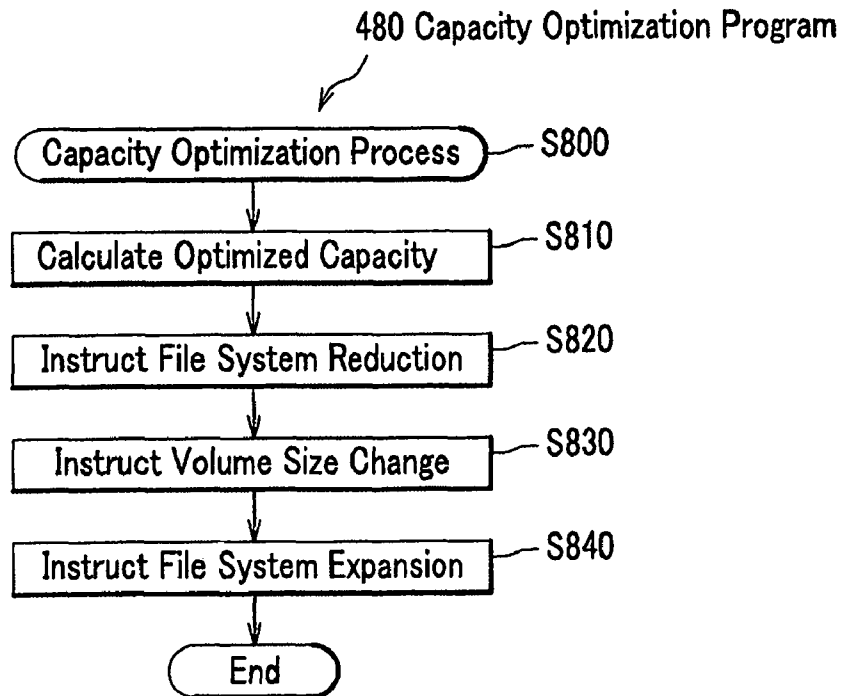 480 Capacity Optimization Program
Capacity Optimization Process S800
Calculate Optimized Capacity S810
Instruct File System Reduction S820
Instruct Volume Size Change S830
Instruct File System Expansion S840
End